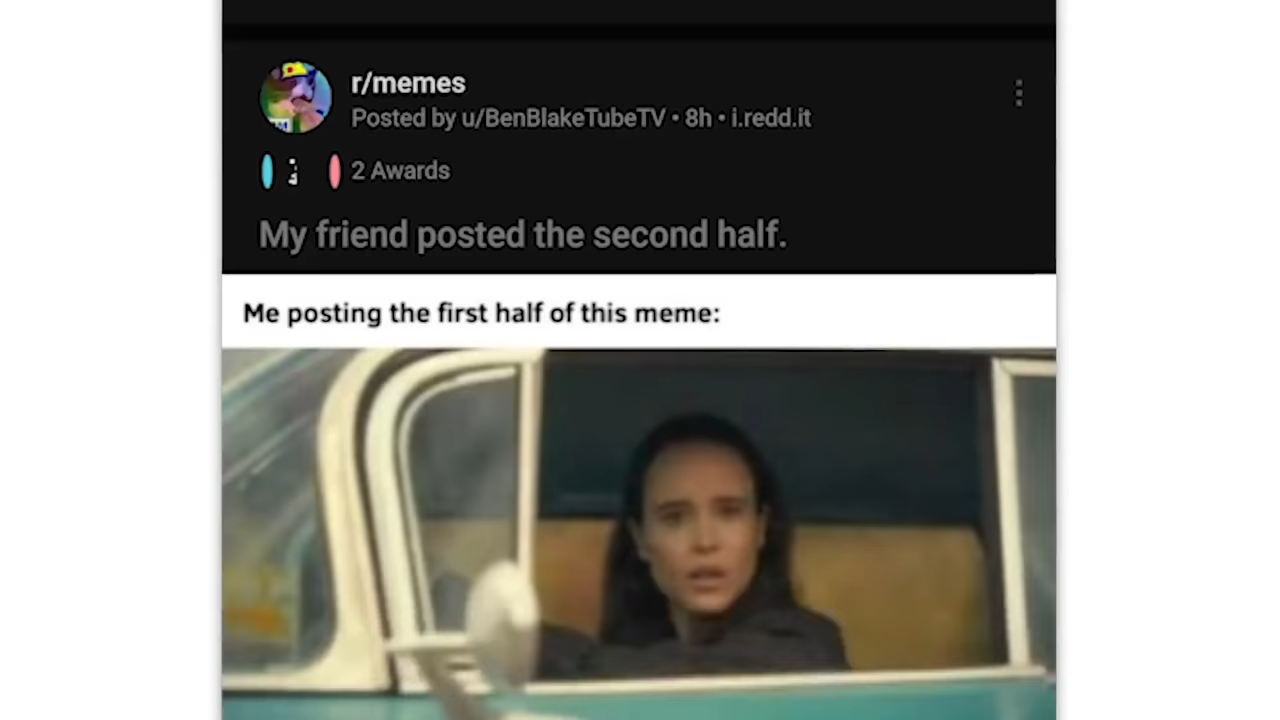 r/memes
Posted by u/BenBlakeTubeTV • 8h • i.redd.it
2 Awards
My friend posted the second half.
Me posting the first half of this meme: